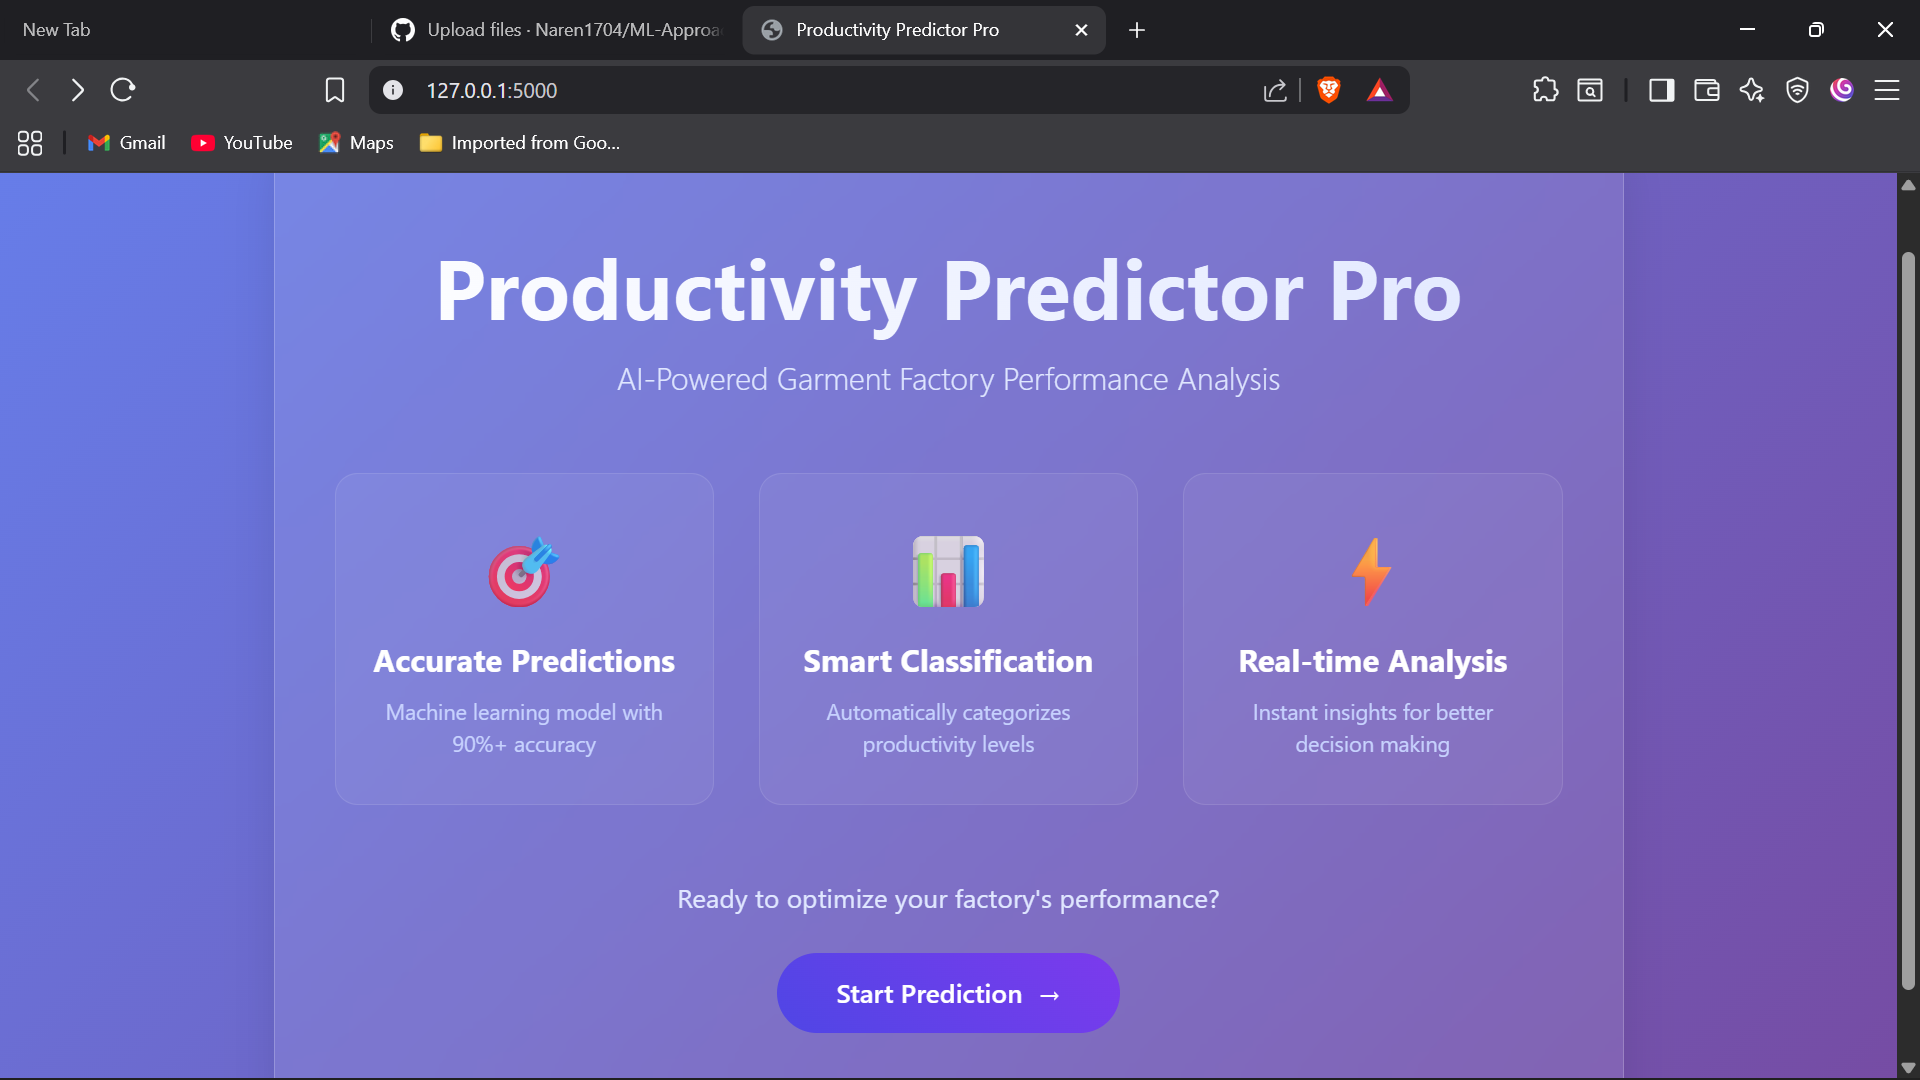 New Tab
Upload files · Naren1704/ML-Approa
Productivity Predictor Pro
127.0.0.1:5000
Gmail
YouTube
Maps
Imported from Goo...
Productivity Predictor Pro
AI-Powered Garment Factory Performance Analysis
Accurate Predictions
Machine learning model with
90%+ accuracy
Smart Classification
Automatically categorizes
productivity levels
Real-time Analysis
Instant insights for better
decision making
Ready to optimize your factory's performance?
Start Prediction →